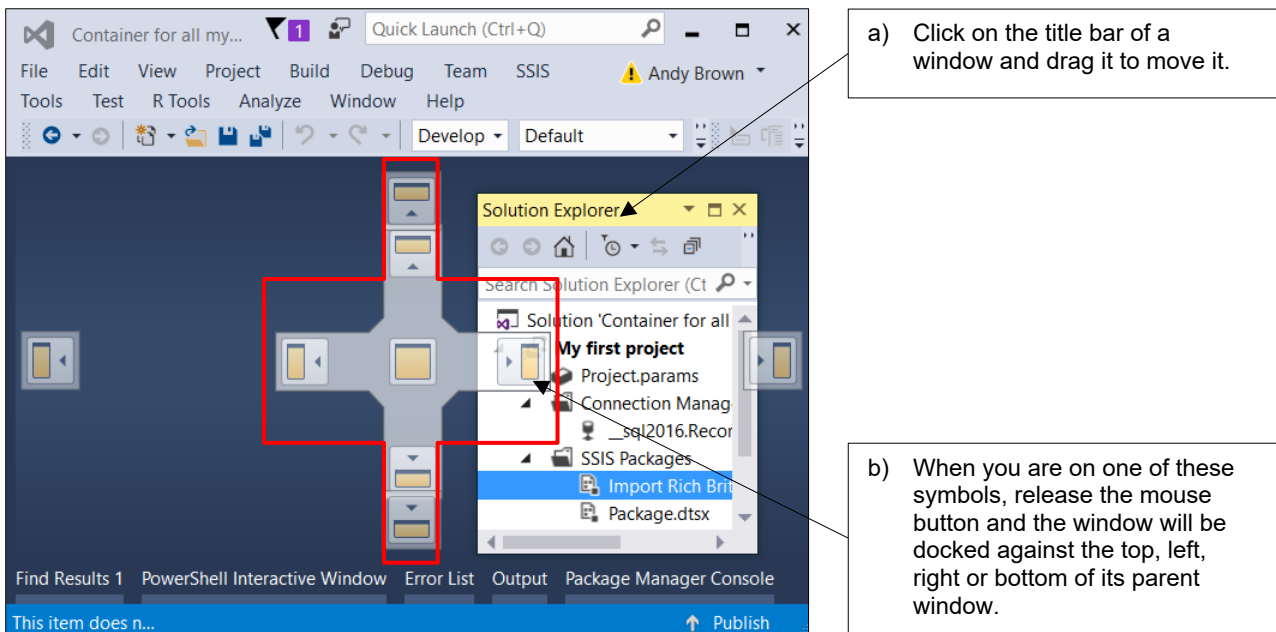 Container for all my...
1
Quick Launch (Ctrl+Q)
File Edit View Project Build Debug Team SSIS
Andy Brown
Tools Test R Tools Analyze Window Help
Develop
Default
Solution Explorer
Search Solution Explorer (Ct
Solution 'Container for all
My first project
Project.params
Connection Manag
__sql2016.Recor
SSIS Packages
Import Rich Brit
Package.dtsx
Find Results 1 PowerShell Interactive Window Error List Output Package Manager Console
This item does n...
Publish
a) Click on the title bar of a
window and drag it to move it.
b) When you are on one of these
symbols, release the mouse
button and the window will be
docked against the top, left,
right or bottom of its parent
window.